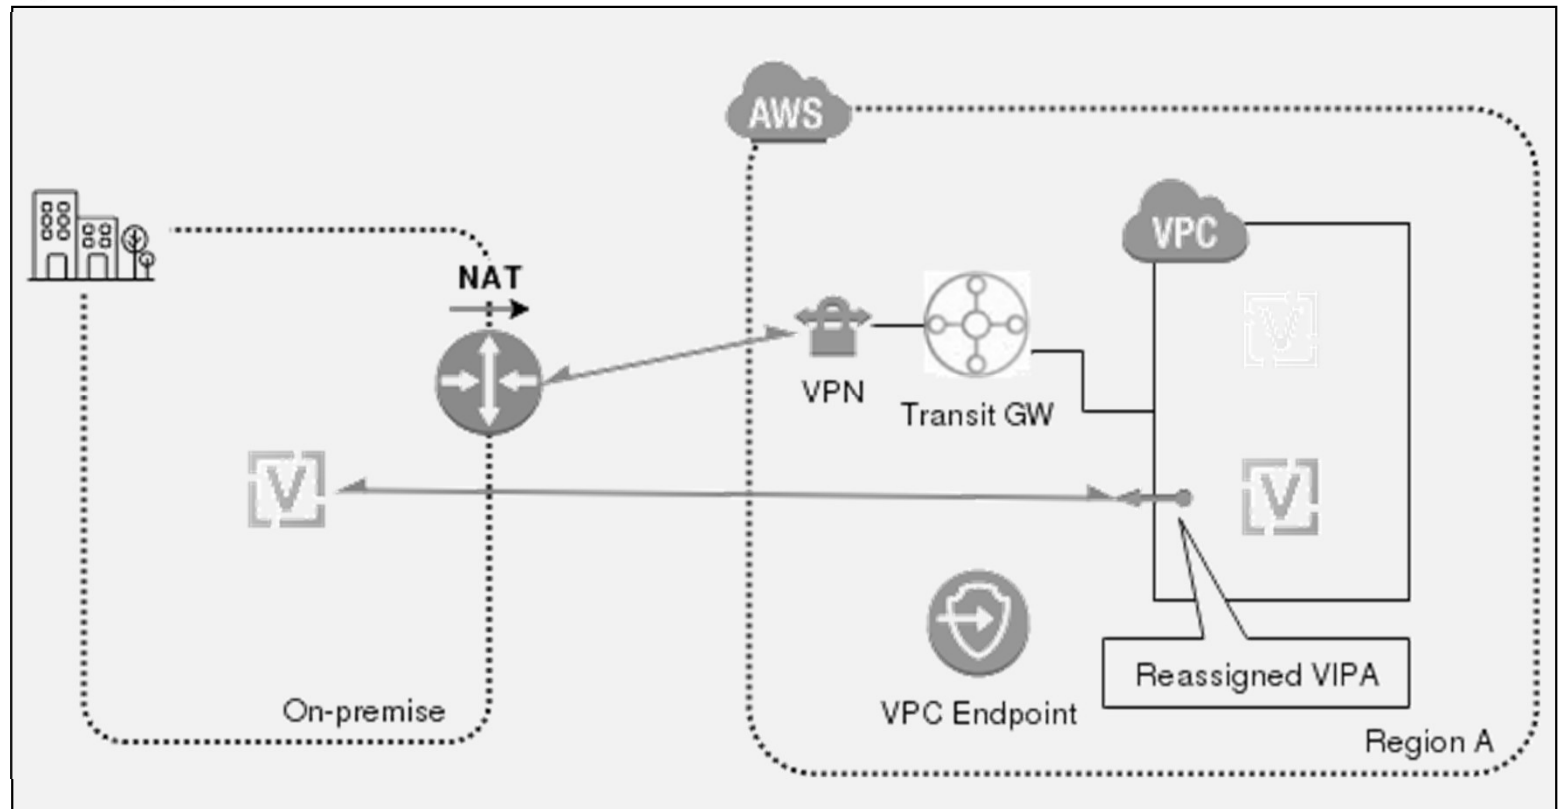 AWS
VPC
NAT
V
VPN
Transit GW
V
V
Reassigned VIPA
VPC Endpoint
On-premise
Region A